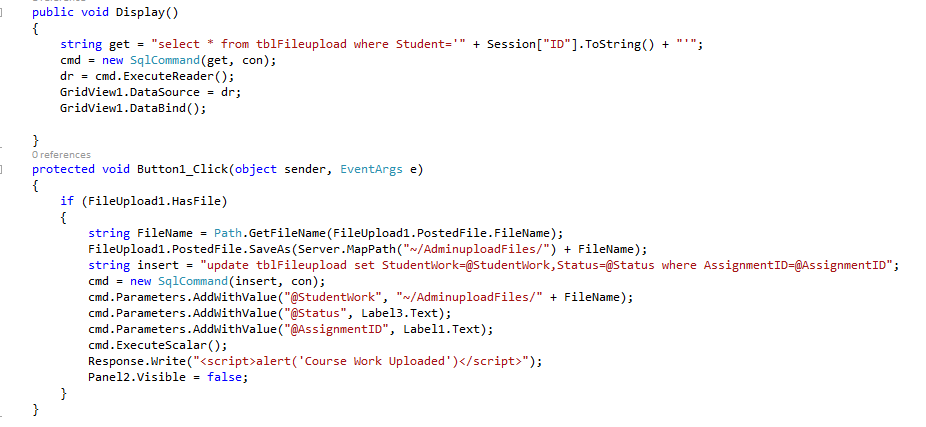 public void Display()
{
string get = "select * from tblFileupload where Student='" + Session["ID"].ToString() + "'";
cmd = new SqlCommand(get, con);
dr = cmd.ExecuteReader();
GridView1.DataSource = dr;
GridView1.DataBind();
}
0 references
protected void Button1_Click(object sender, EventArgs e)
{
if (FileUpload1.HasFile)
{
string FileName = Path.GetFileName(FileUpload1.PostedFile.FileName);
FileUpload1.PostedFile.SaveAs(Server.MapPath("~/AdminuploadFiles/") + FileName);
string insert = "update tblFileupload set StudentWork=@StudentWork,Status=@Status where AssignmentID=@AssignmentID";
cmd = new SqlCommand(insert, con);
cmd.Parameters.AddWithValue("@StudentWork", "~/AdminuploadFiles/" + FileName);
cmd.Parameters.AddWithValue("@Status", Label3.Text);
cmd.Parameters.AddWithValue("@AssignmentID", Label1.Text);
cmd.ExecuteScalar();
Response.Write("<script>alert('Course Work Uploaded')</script>");
Panel2.Visible = false;
}
}